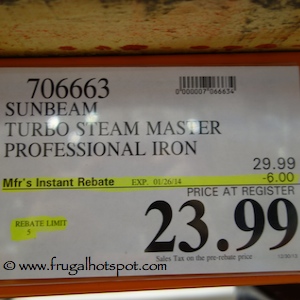 706663
0000007066634
SUNBEAM
TURBO STEAM MASTER
PROFESSIONAL IRON
29.99
Mfr's Instant Rebate EXP. 01/26/14 -6.00
PRICE AT REGISTER
REBATE LIMIT
5
23.99
Sales Tax on the pre-rebate price
© www.frugalhotspot.com